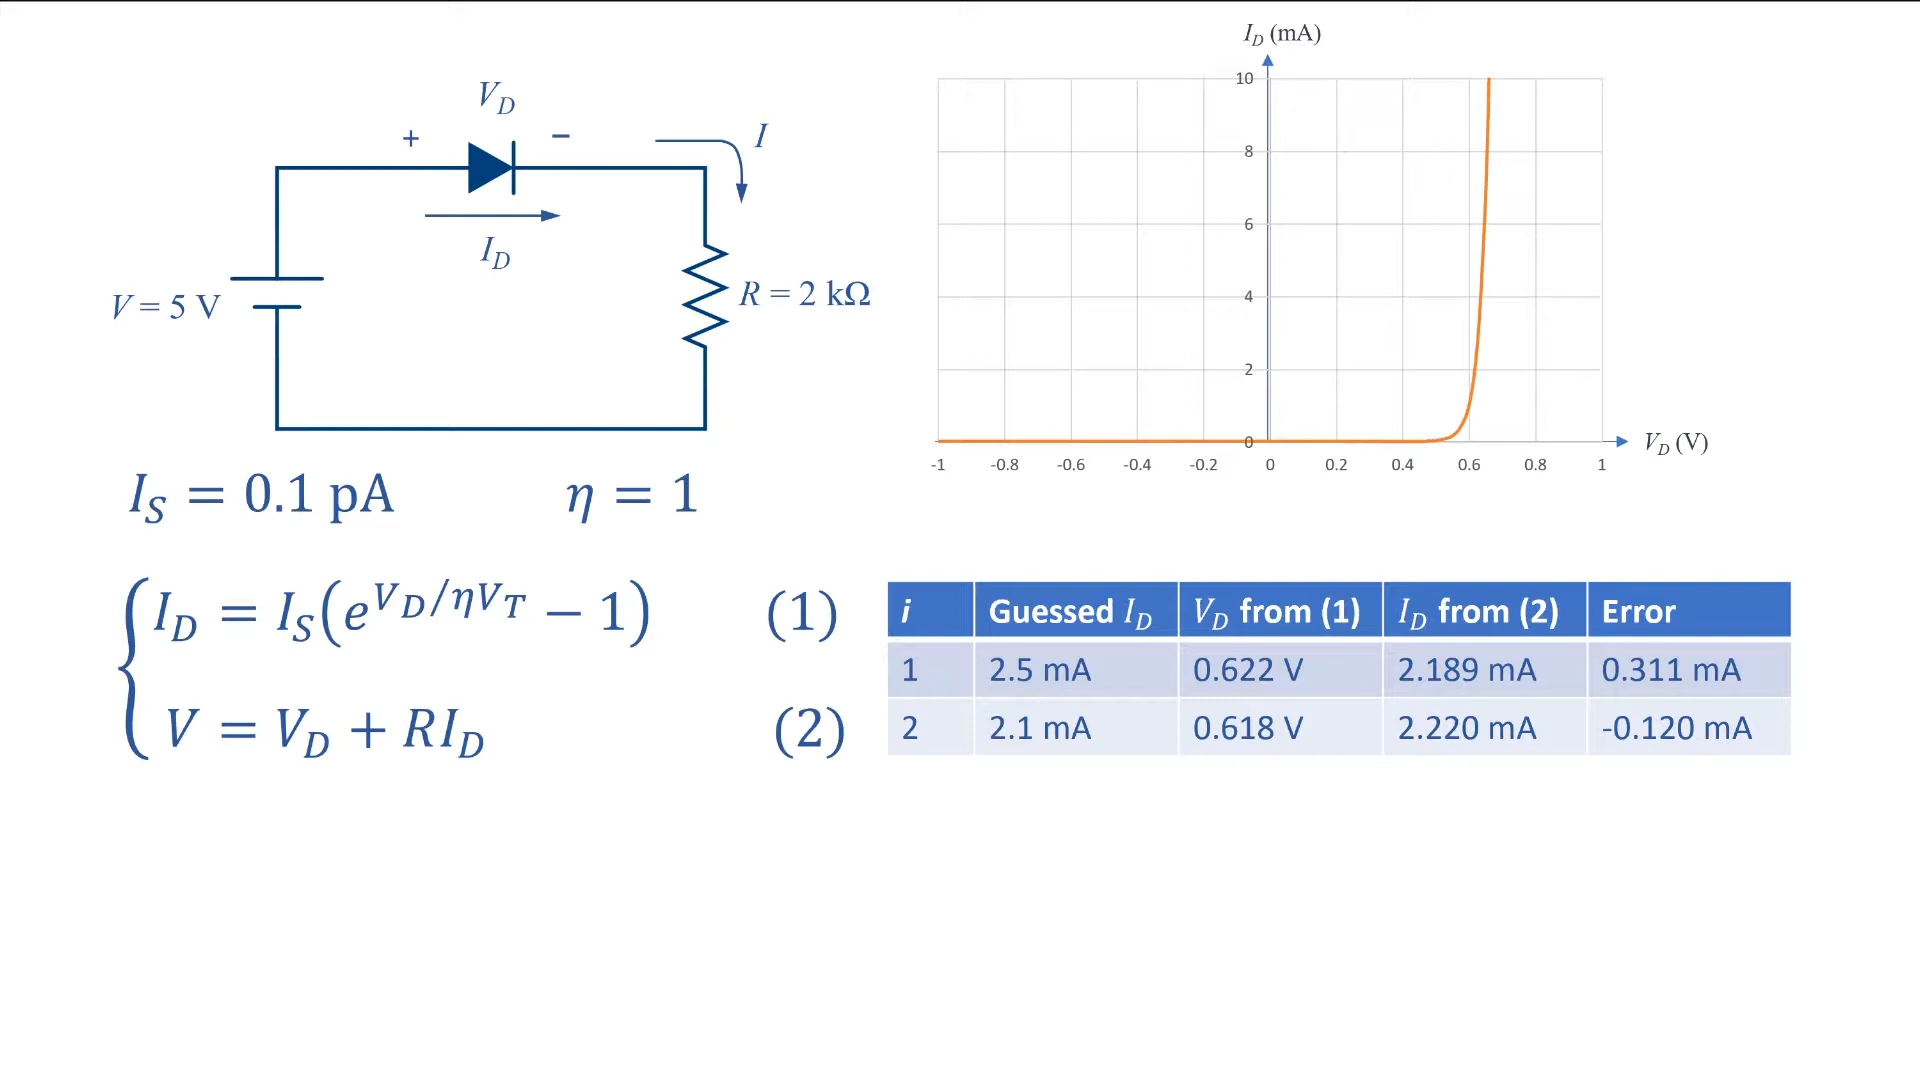 V_D
+ −
I
I_D
V = 5 V
R = 2 kΩ
I_S = 0.1 pA η = 1
I_D = I_S(e^{V_D/ηV_T} − 1) (1)
V = V_D + RI_D (2)
I_D (mA)
10
8
6
4
2
0
-1 -0.8 -0.6 -0.4 -0.2 0 0.2 0.4 0.6 0.8 1
V_D (V)
i Guessed I_D V_D from (1) I_D from (2) Error
1 2.5 mA 0.622 V 2.189 mA 0.311 mA
2 2.1 mA 0.618 V 2.220 mA -0.120 mA